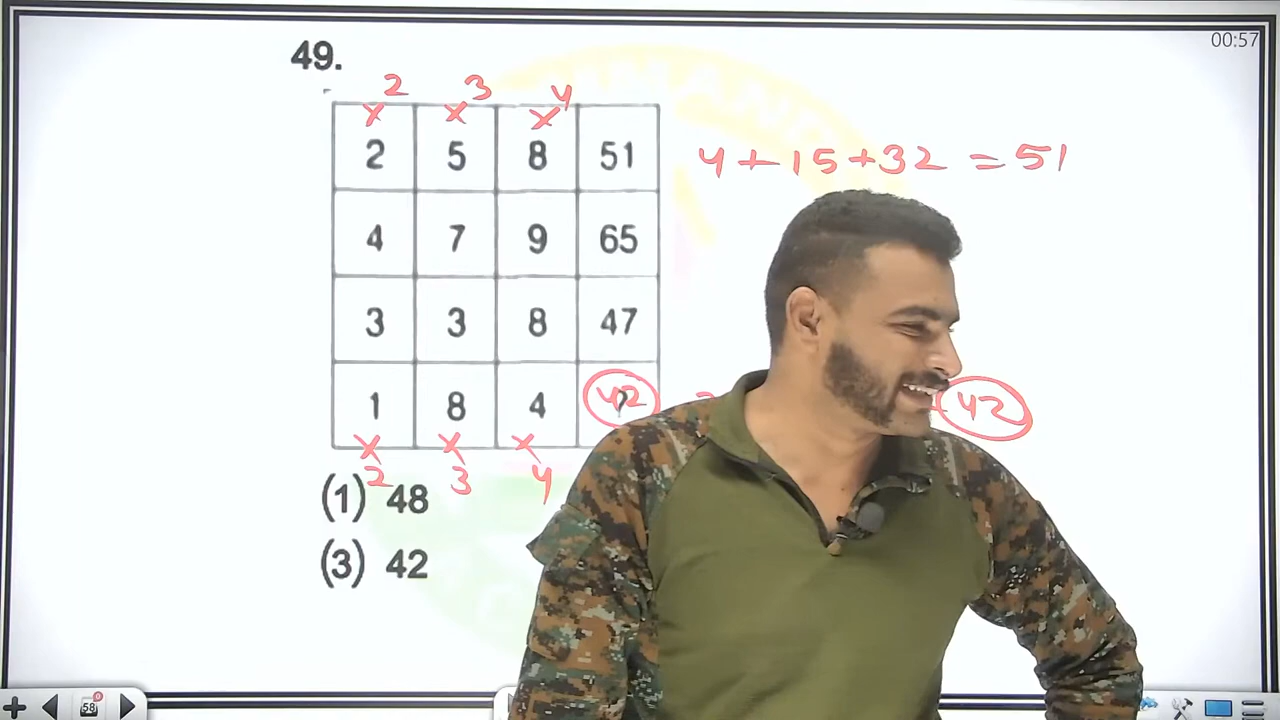 00:57
49.
2 3 4
× × ×
2 5 8 51 4+15+32 = 51
4 7 9 65
3 3 8 47
1 8 4 ? 42 42
× × ×
2 3 4
(1) 48
(3) 42
58